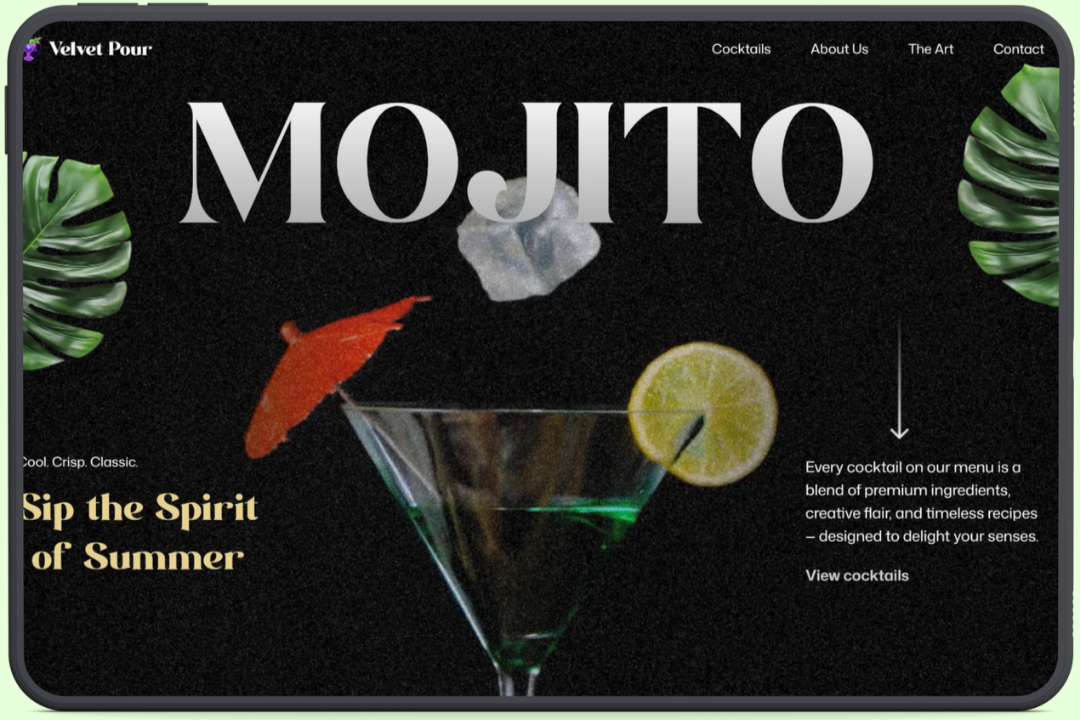 Velvet Pour
Cocktails
About Us
The Art
Contact
MOJITO
Cool. Crisp. Classic.
Sip the Spirit
of Summer
Every cocktail on our menu is a
blend of premium ingredients,
creative flair, and timeless recipes
– designed to delight your senses.
View cocktails